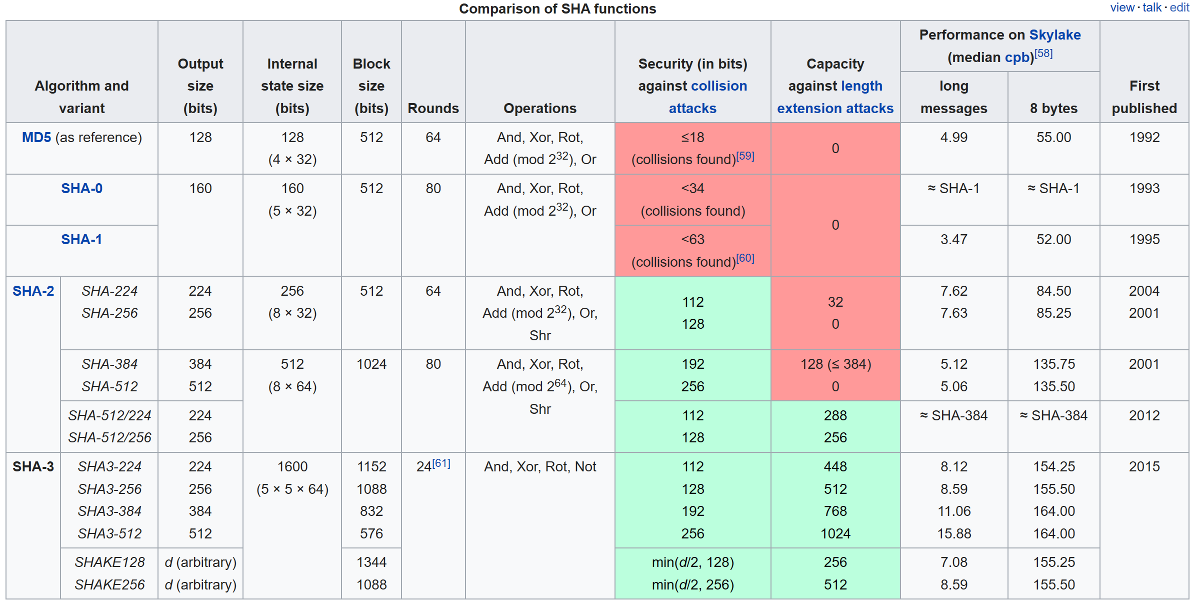 Comparison of SHA functions
view · talk · edit
Algorithm and variant
Output size (bits)
Internal state size (bits)
Block size (bits)
Rounds
Operations
Security (in bits) against collision attacks
Capacity against length extension attacks
Performance on Skylake (median cpb)[58]
long messages
8 bytes
First published
MD5 (as reference) 128 128 (4 × 32) 512 64 And, Xor, Rot, Add (mod 2^32), Or ≤18 (collisions found)[59] 0 4.99 55.00 1992
SHA-0 160 160 (5 × 32) 512 80 And, Xor, Rot, Add (mod 2^32), Or <34 (collisions found) 0 ≈ SHA-1 ≈ SHA-1 1993
SHA-1 <63 (collisions found)[60] 3.47 52.00 1995
SHA-2 SHA-224 224 256 (8 × 32) 512 64 And, Xor, Rot, Add (mod 2^32), Or, Shr 112 32 7.62 84.50 2004
SHA-256 256 128 0 7.63 85.25 2001
SHA-384 384 512 (8 × 64) 1024 80 And, Xor, Rot, Add (mod 2^64), Or, Shr 192 128 (≤ 384) 5.12 135.75 2001
SHA-512 512 256 0 5.06 135.50
SHA-512/224 224 112 288 ≈ SHA-384 ≈ SHA-384 2012
SHA-512/256 256 128 256
SHA-3 SHA3-224 224 1600 (5 × 5 × 64) 1152 24[61] And, Xor, Rot, Not 112 448 8.12 154.25 2015
SHA3-256 256 1088 128 512 8.59 155.50
SHA3-384 384 832 192 768 11.06 164.00
SHA3-512 512 576 256 1024 15.88 164.00
SHAKE128 d (arbitrary) 1344 min(d/2, 128) 256 7.08 155.25
SHAKE256 d (arbitrary) 1088 min(d/2, 256) 512 8.59 155.50